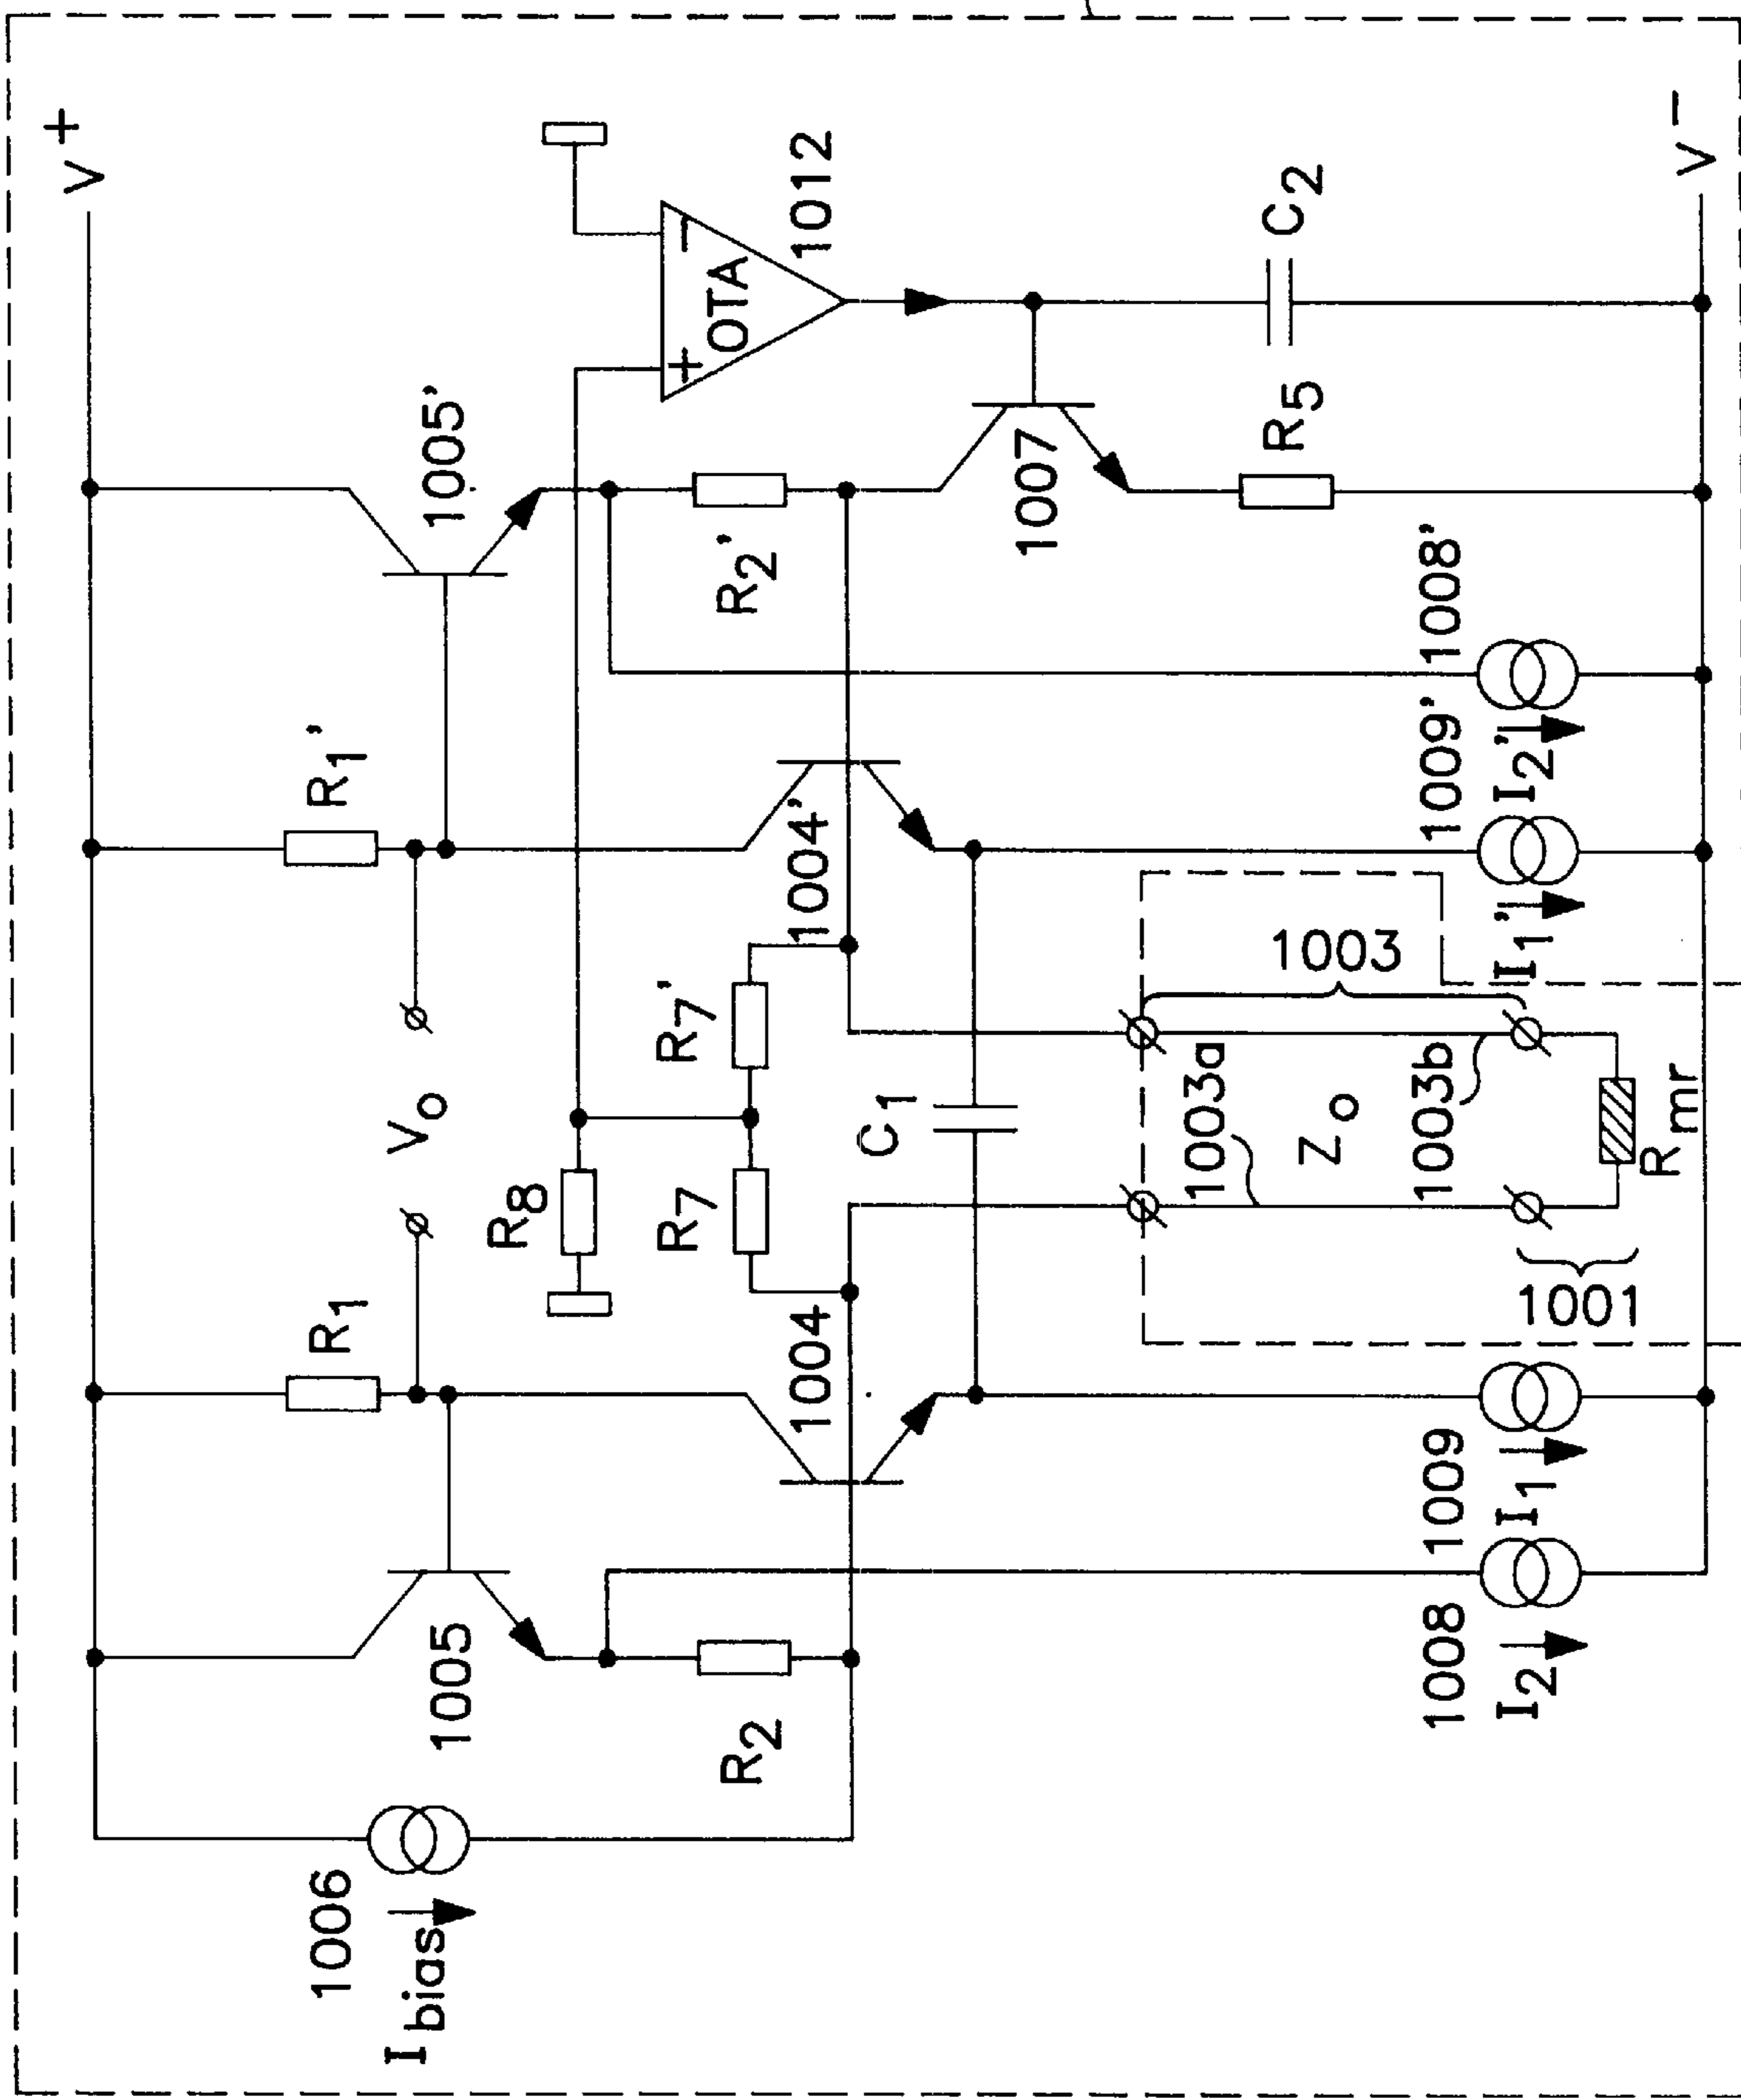 V+
1006
I bias
1005
R2
R1
R1'
1005'
Vo
R8
R7
R7'
R2'
+ −
OTA
1012
1004
1004'
1007
C1
C2
R5
1003
1003a
Zo
1003b
Rmr
1001
1008
I2
1009
I1
1009'
I1'
1008'
I2'
V−